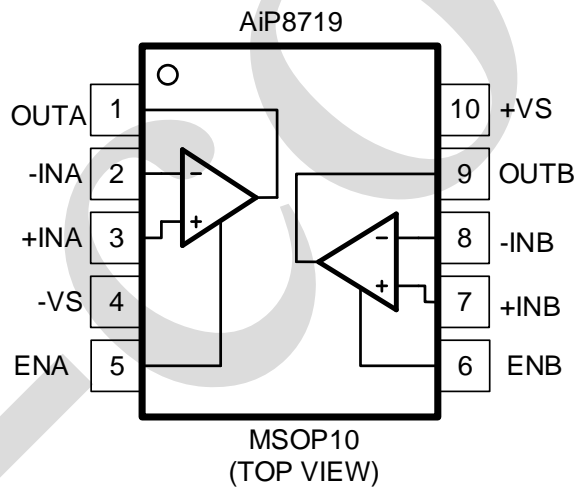 AiP8719
OUTA 1
10 +VS
-INA 2
9 OUTB
+INA 3
8 -INB
-VS 4
7 +INB
ENA 5
6 ENB
-
+
-
+
MSOP10
(TOP VIEW)